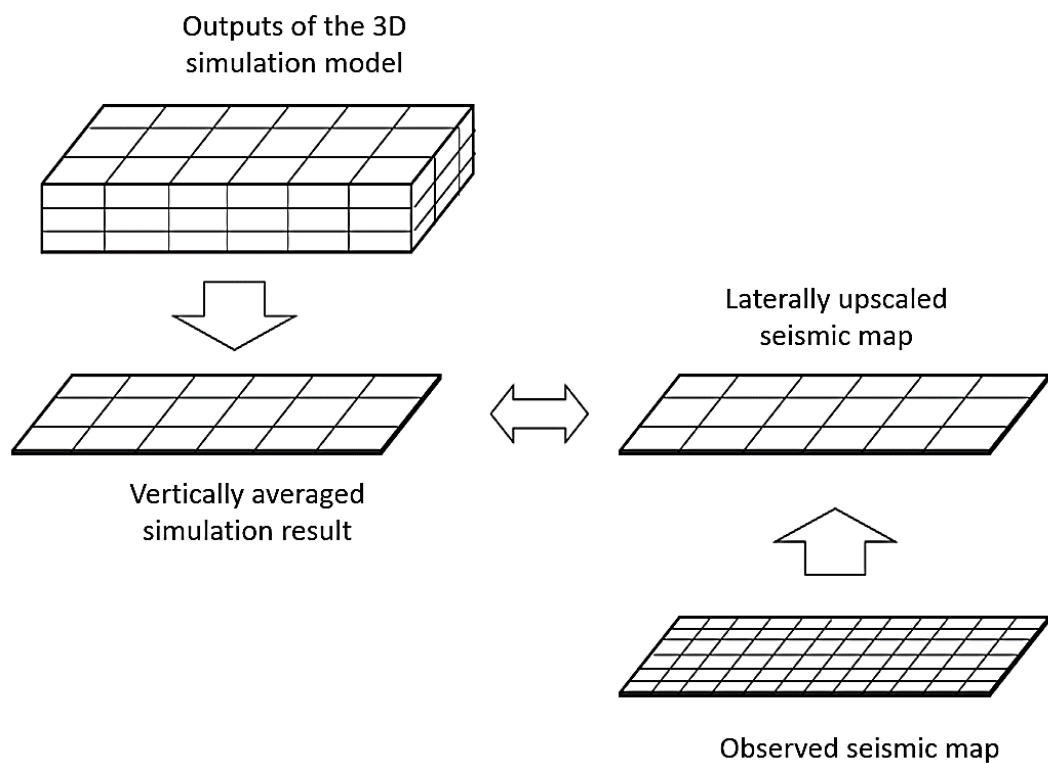 Outputs of the 3D
simulation model
Laterally upscaled
seismic map
Vertically averaged
simulation result
Observed seismic map